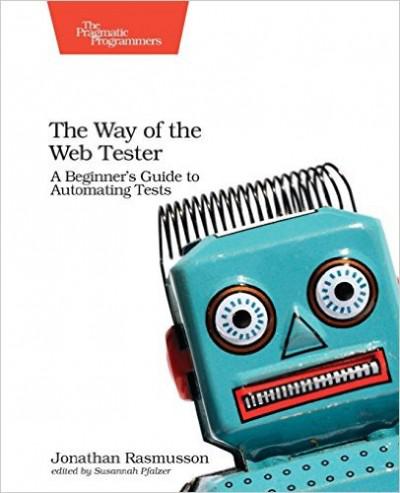 The
Pragmatic
Programmers
The Way of the
Web Tester
A Beginner's Guide to
Automating Tests
Jonathan Rasmusson
edited by Susannah Pfalzer